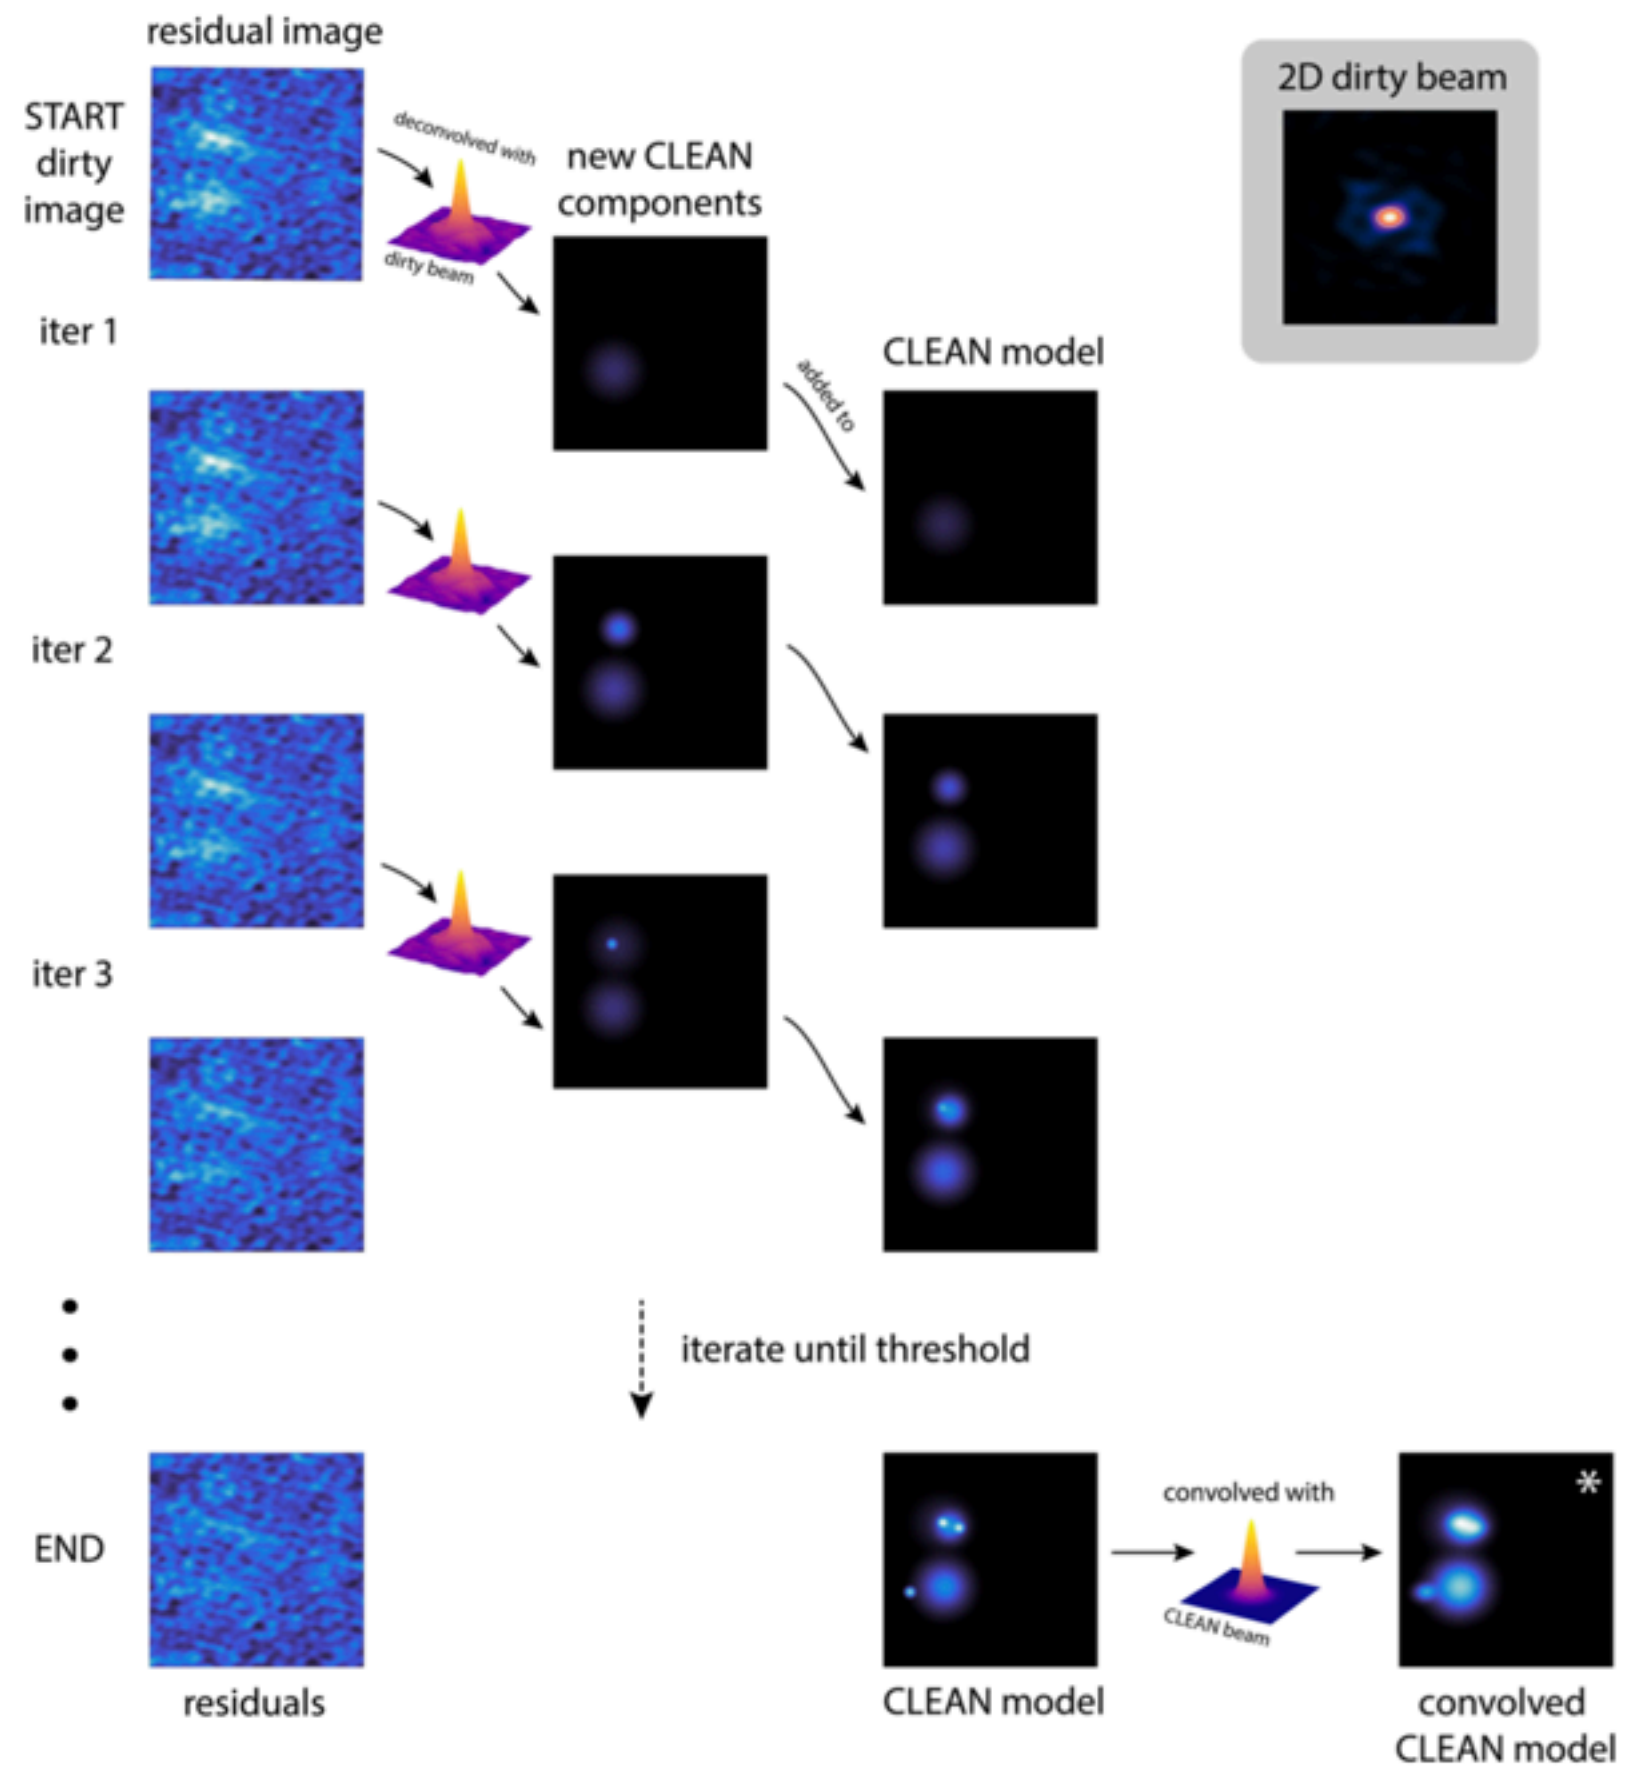 residual image
2D dirty beam
START
dirty
image
deconvolved with
dirty beam
new CLEAN
components
iter 1
added to
CLEAN model
iter 2
iter 3
iterate until threshold
END
convolved with
CLEAN beam
*
residuals
CLEAN model
convolved
CLEAN model